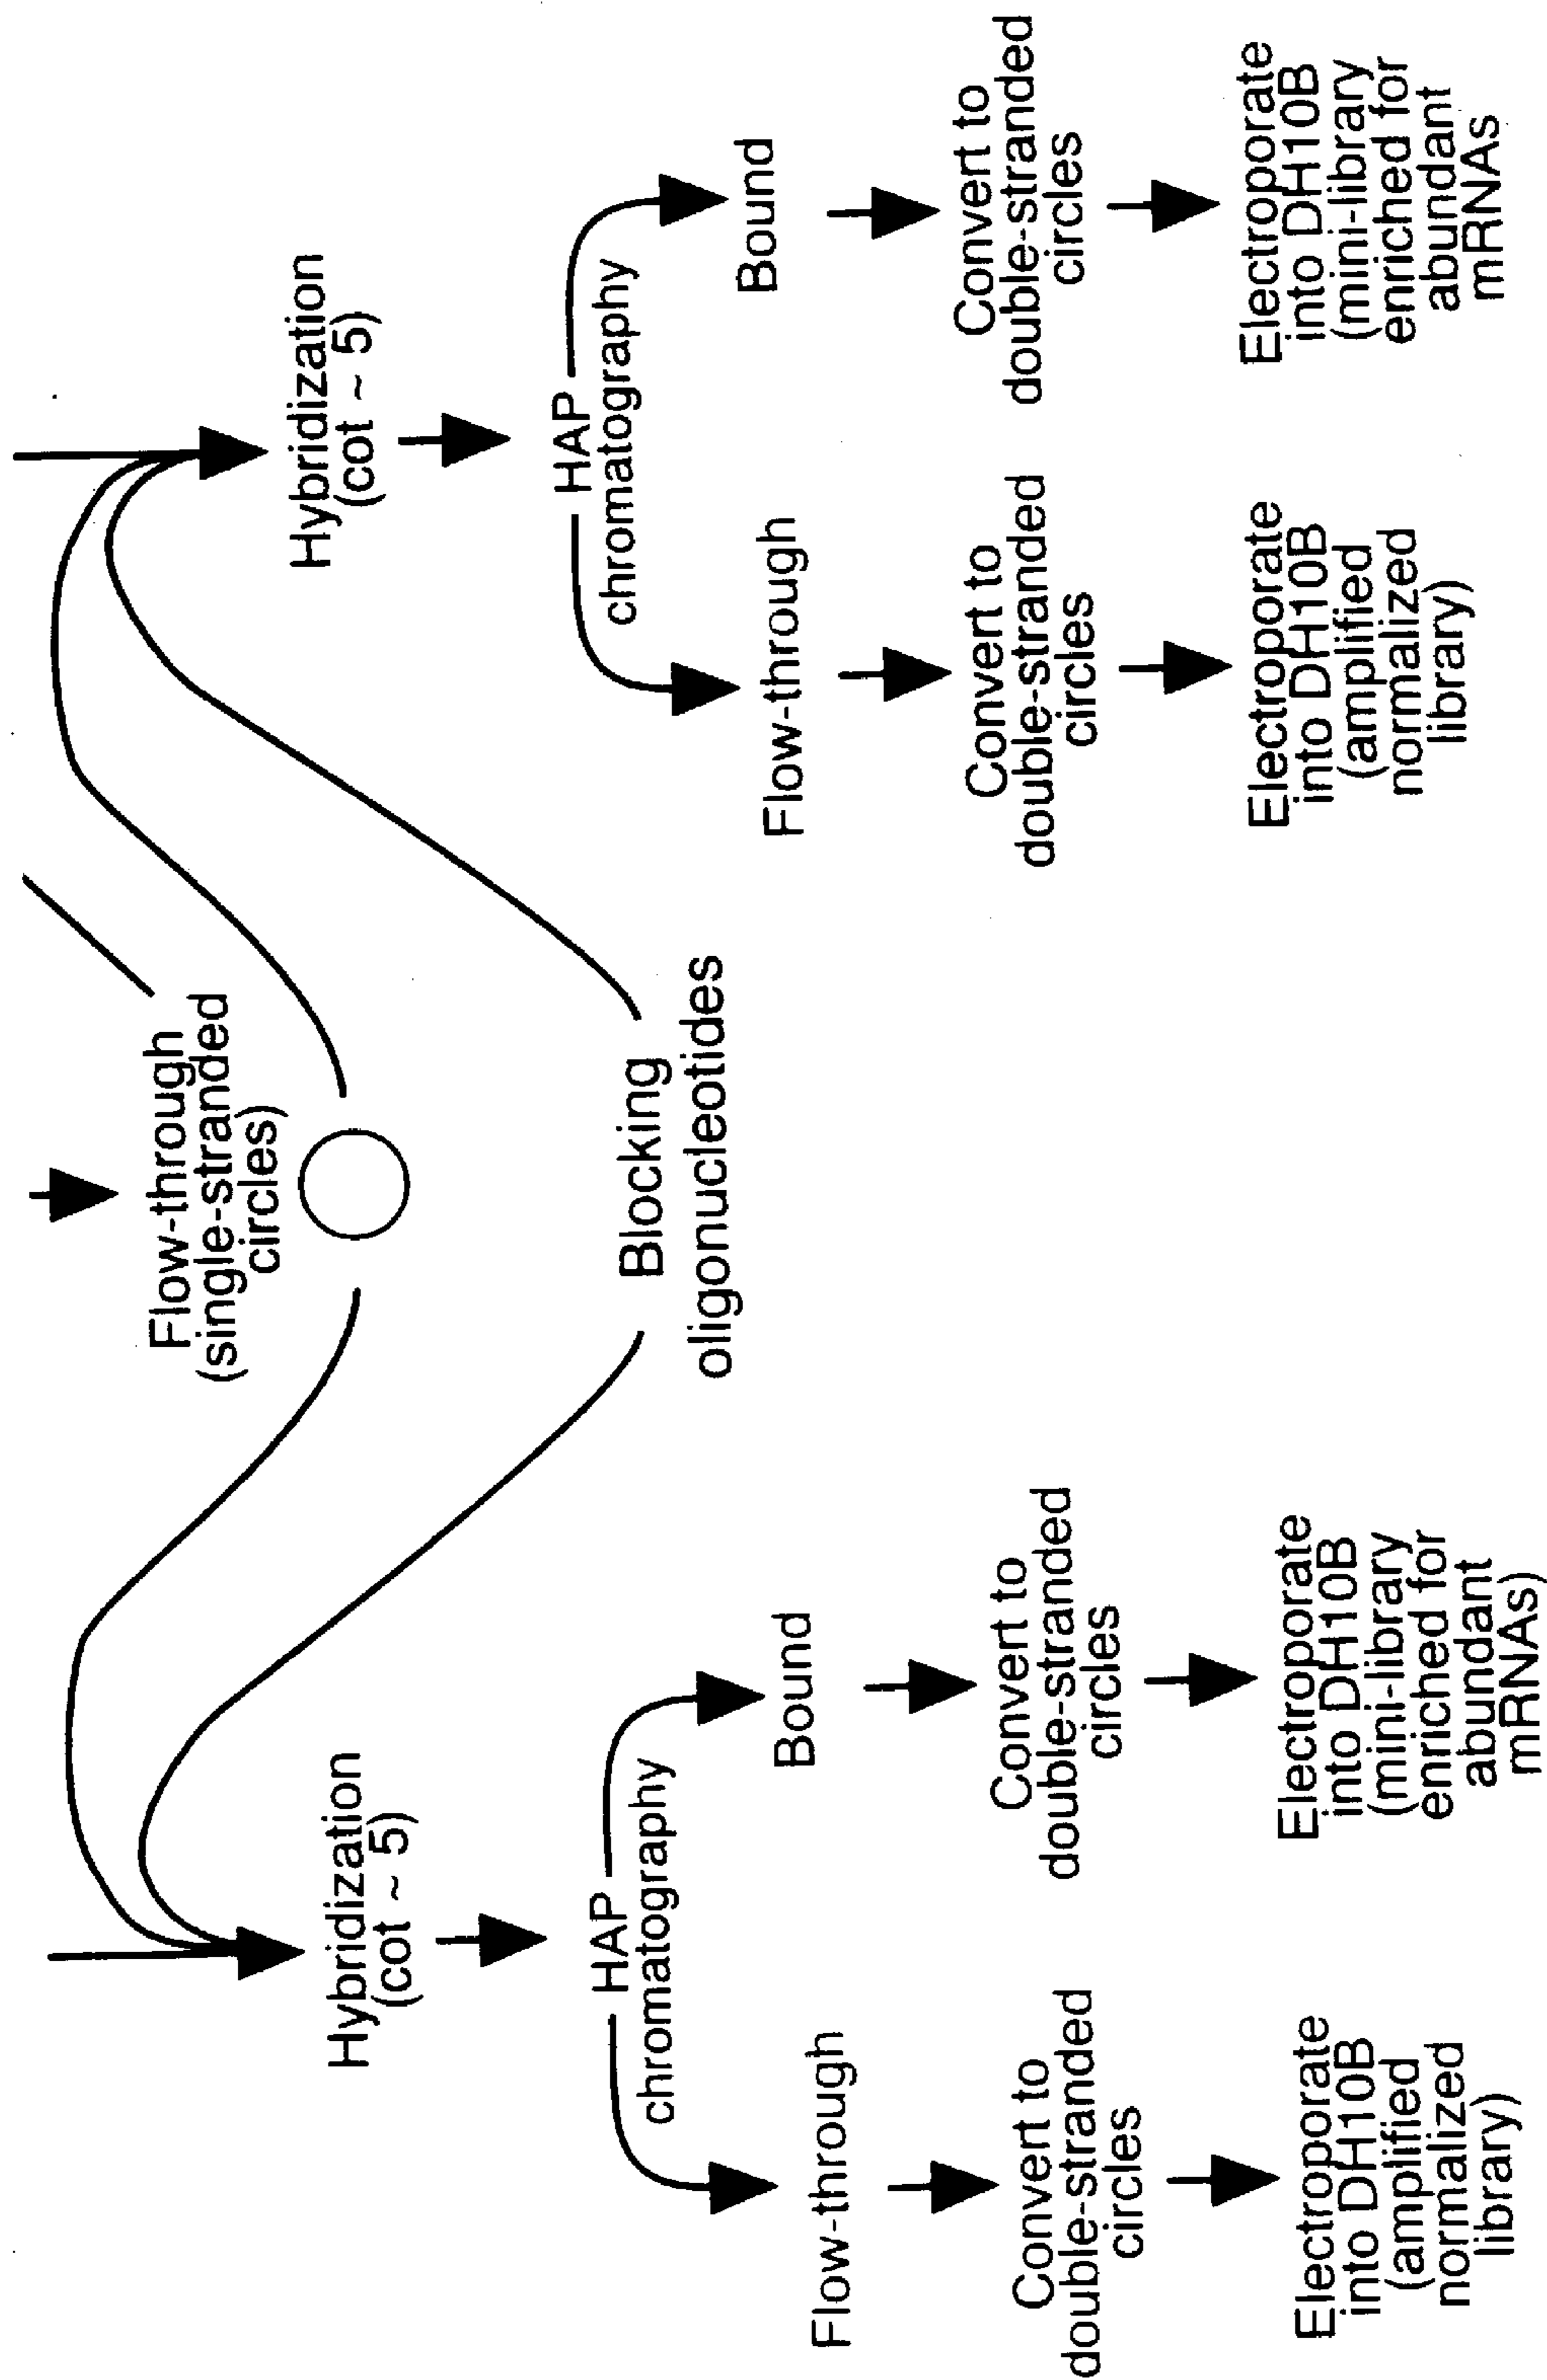 Flow-through
(single-stranded
circles)
Blocking
oligonucleotides
Hybridization
(cot ~ 5)
HAP
chromatography
Flow-through
Convert to
double-stranded
circles
Electroporate
into DH10B
(amplified
normalized
library)
Bound
Convert to
double-stranded
circles
Electroporate
into DH10B
(mini-library
enriched for
abundant
mRNAs)
Hybridization
(cot ~ 5)
HAP
chromatography
Flow-through
Convert to
double-stranded
circles
Electroporate
into DH10B
(amplified
normalized
library)
Bound
Convert to
double-stranded
circles
Electroporate
into DH10B
(mini-library
enriched for
abundant
mRNAs